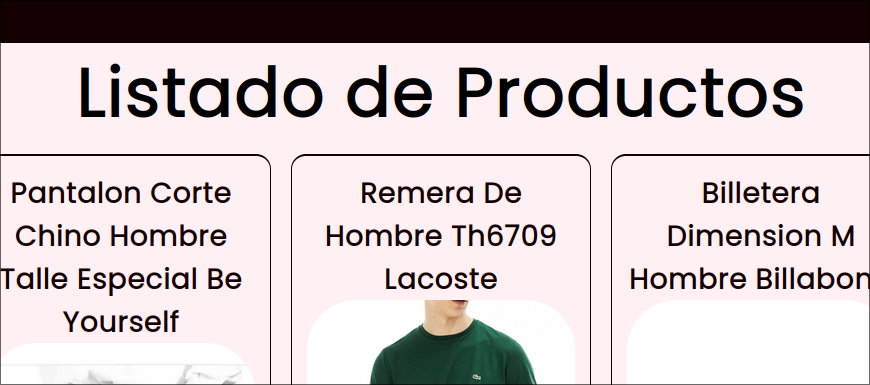 Listado de Productos
Pantalon Corte
Chino Hombre
Talle Especial Be
Yourself
Remera De
Hombre Th6709
Lacoste
Billetera
Dimension M
Hombre Billabon